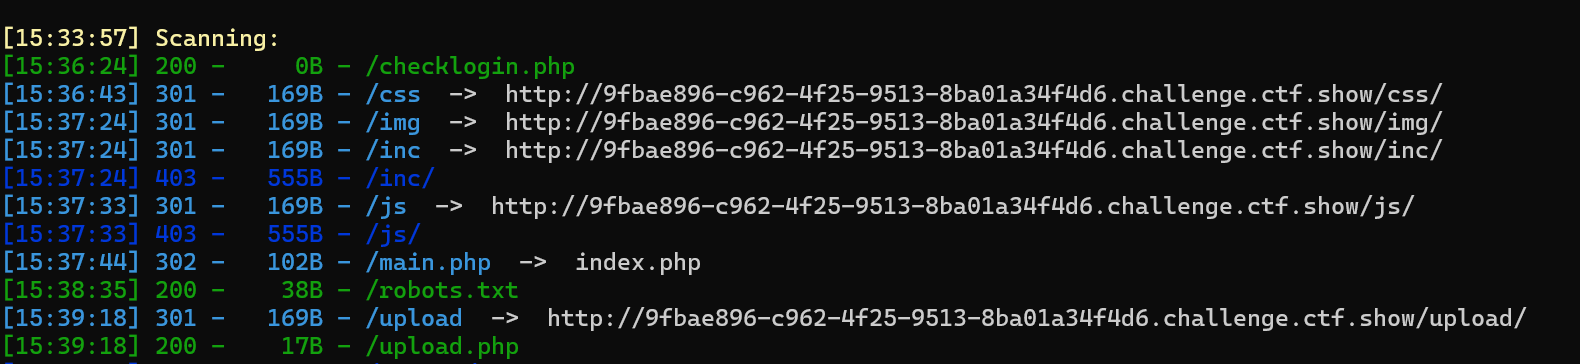 [15:33:57] Scanning:
[15:36:24] 200 -     0B - /checklogin.php
[15:36:43] 301 -   169B - /css  ->  http://9fbae896-c962-4f25-9513-8ba01a34f4d6.challenge.ctf.show/css/
[15:37:24] 301 -   169B - /img  ->  http://9fbae896-c962-4f25-9513-8ba01a34f4d6.challenge.ctf.show/img/
[15:37:24] 301 -   169B - /inc  ->  http://9fbae896-c962-4f25-9513-8ba01a34f4d6.challenge.ctf.show/inc/
[15:37:24] 403 -   555B - /inc/
[15:37:33] 301 -   169B - /js  ->  http://9fbae896-c962-4f25-9513-8ba01a34f4d6.challenge.ctf.show/js/
[15:37:33] 403 -   555B - /js/
[15:37:44] 302 -   102B - /main.php  ->  index.php
[15:38:35] 200 -    38B - /robots.txt
[15:39:18] 301 -   169B - /upload  ->  http://9fbae896-c962-4f25-9513-8ba01a34f4d6.challenge.ctf.show/upload/
[15:39:18] 200 -    17B - /upload.php